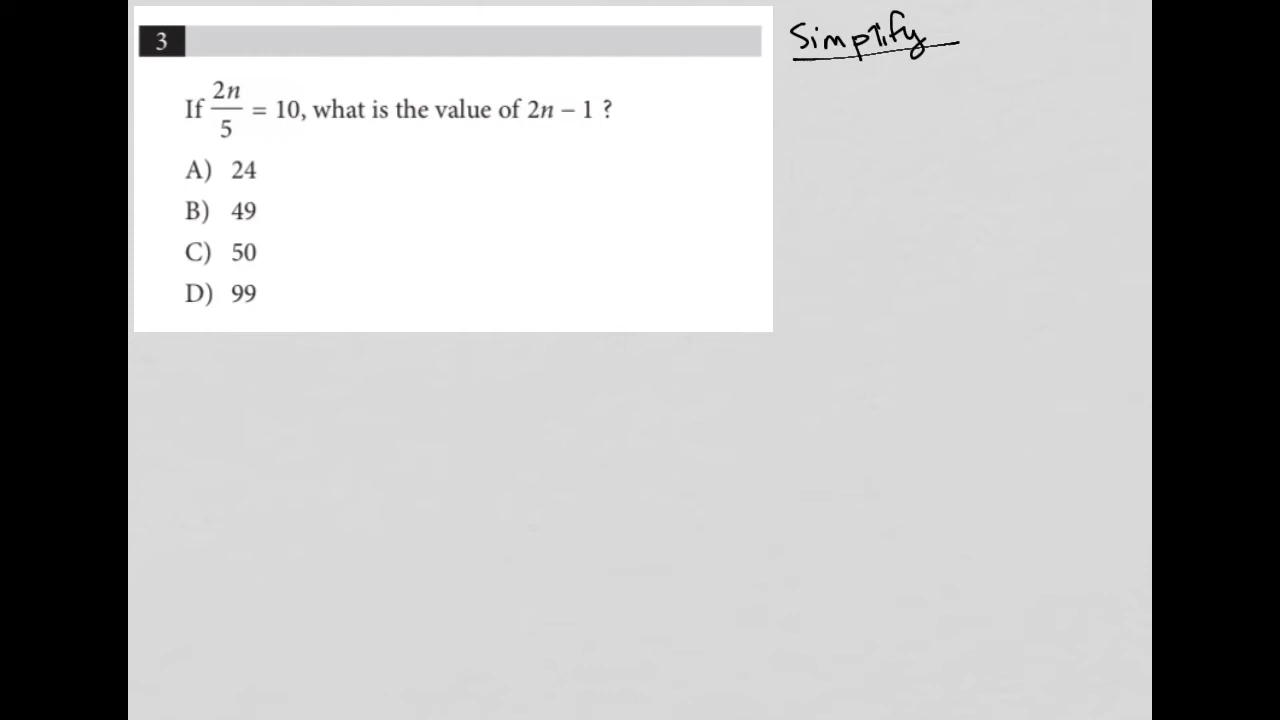 3
Simplify
If 2n/5 = 10, what is the value of 2n – 1 ?
A) 24
B) 49
C) 50
D) 99